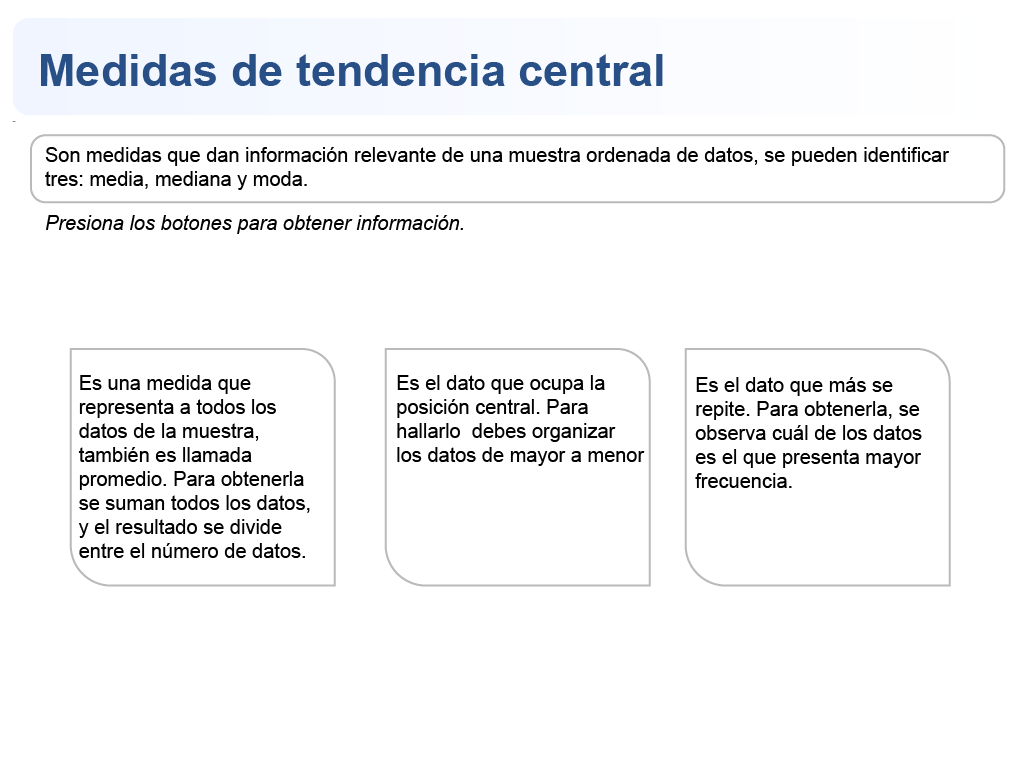 Medidas de tendencia central
Son medidas que dan información relevante de una muestra ordenada de datos, se pueden identificar
tres: media, mediana y moda.
Presiona los botones para obtener información.
Es una medida que
representa a todos los
datos de la muestra,
también es llamada
promedio. Para obtenerla
se suman todos los datos,
y el resultado se divide
entre el número de datos.
Es el dato que ocupa la
posición central. Para
hallarlo  debes organizar
los datos de mayor a menor
Es el dato que más se
repite. Para obtenerla, se
observa cuál de los datos
es el que presenta mayor
frecuencia.